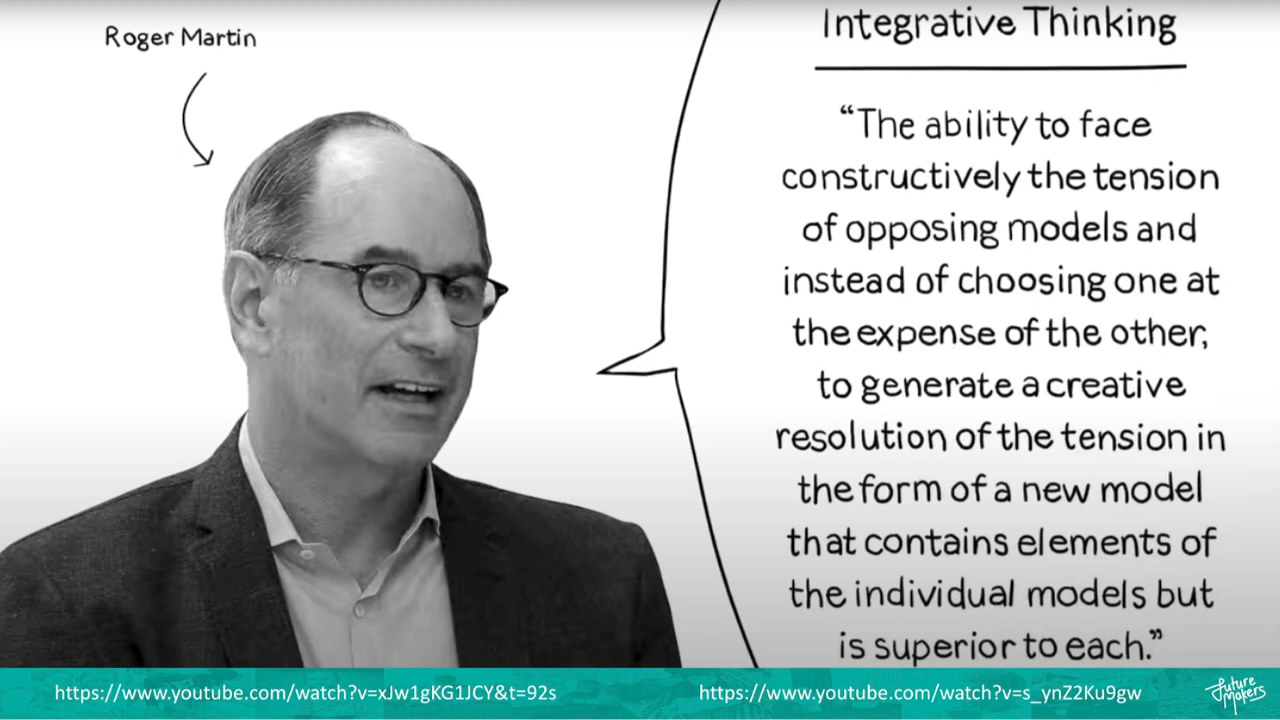 Roger Martin
Integrative Thinking
“The ability to face
constructively the tension
of opposing models and
instead of choosing one at
the expense of the other,
to generate a creative
resolution of the tension in
the form of a new model
that contains elements of
the individual models but
is superior to each.”
https://www.youtube.com/watch?v=xJw1gKG1JCY&t=92s
https://www.youtube.com/watch?v=s_ynZ2Ku9gw
Future
Makers